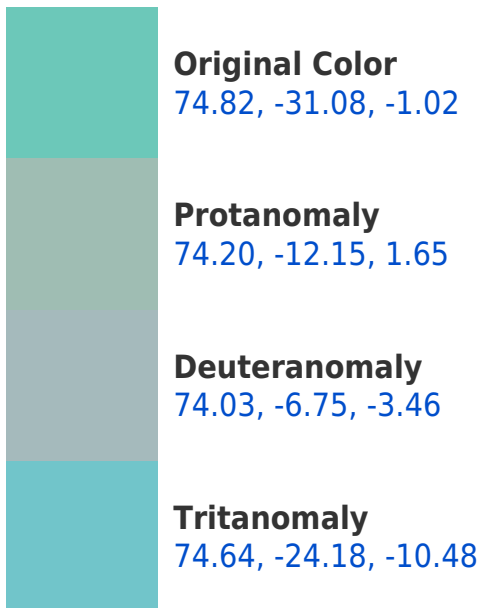 Original Color
74.82, -31.08, -1.02
Protanomaly
74.20, -12.15, 1.65
Deuteranomaly
74.03, -6.75, -3.46
Tritanomaly
74.64, -24.18, -10.48